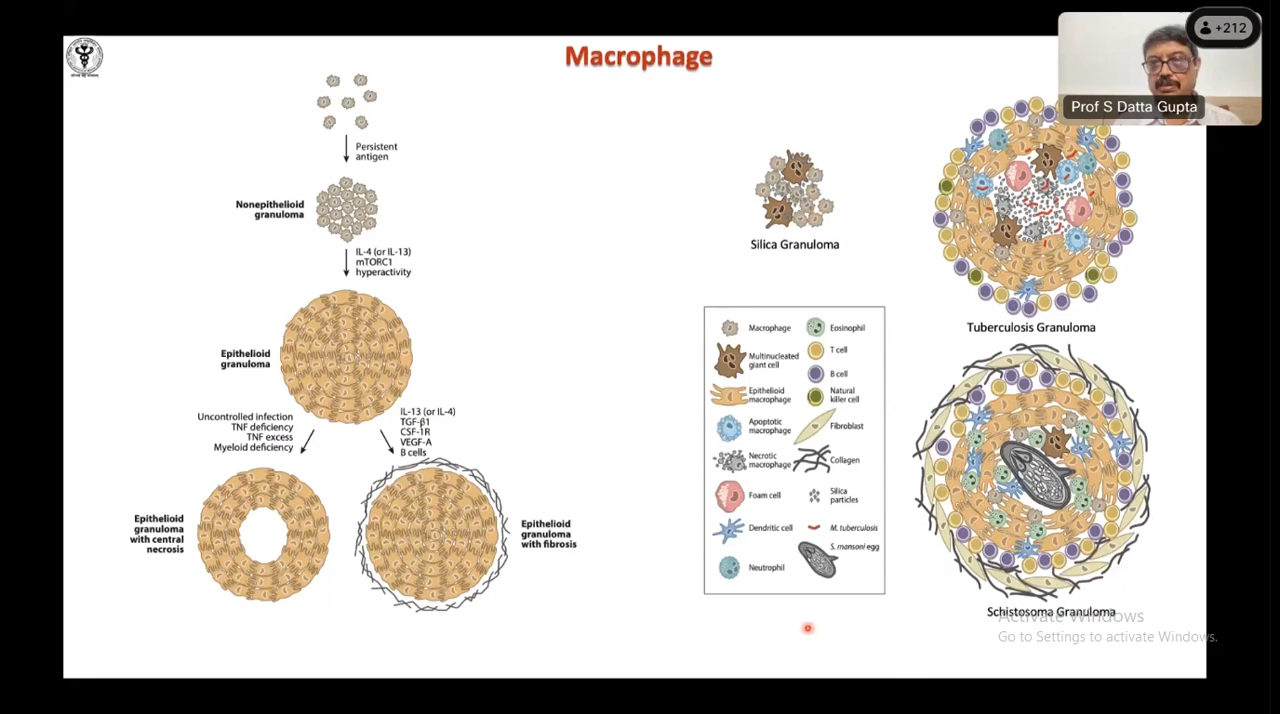 Macrophage
+212
Prof S Datta Gupta
Persistent
antigen
Nonepithelioid
granuloma
IL-4 (or IL-13)
mTORC1
hyperactivity
Epithelioid
granuloma
Uncontrolled infection
TNF deficiency
TNF excess
Myeloid deficiency
IL-13 (or IL-4)
TGF-β1
CSF-1R
VEGF-A
B cells
Epithelioid
granuloma
with central
necrosis
Epithelioid
granuloma
with fibrosis
Silica Granuloma
Tuberculosis Granuloma
Macrophage
Multinucleated
giant cell
Epithelioid
macrophage
Apoptotic
macrophage
Necrotic
macrophage
Foam cell
Dendritic cell
Neutrophil
Eosinophil
T cell
B cell
Natural
killer cell
Fibroblast
Collagen
Silica
particles
M. tuberculosis
S. mansoni egg
Schistosoma Granuloma
Activate Windows
Go to Settings to activate Windows.